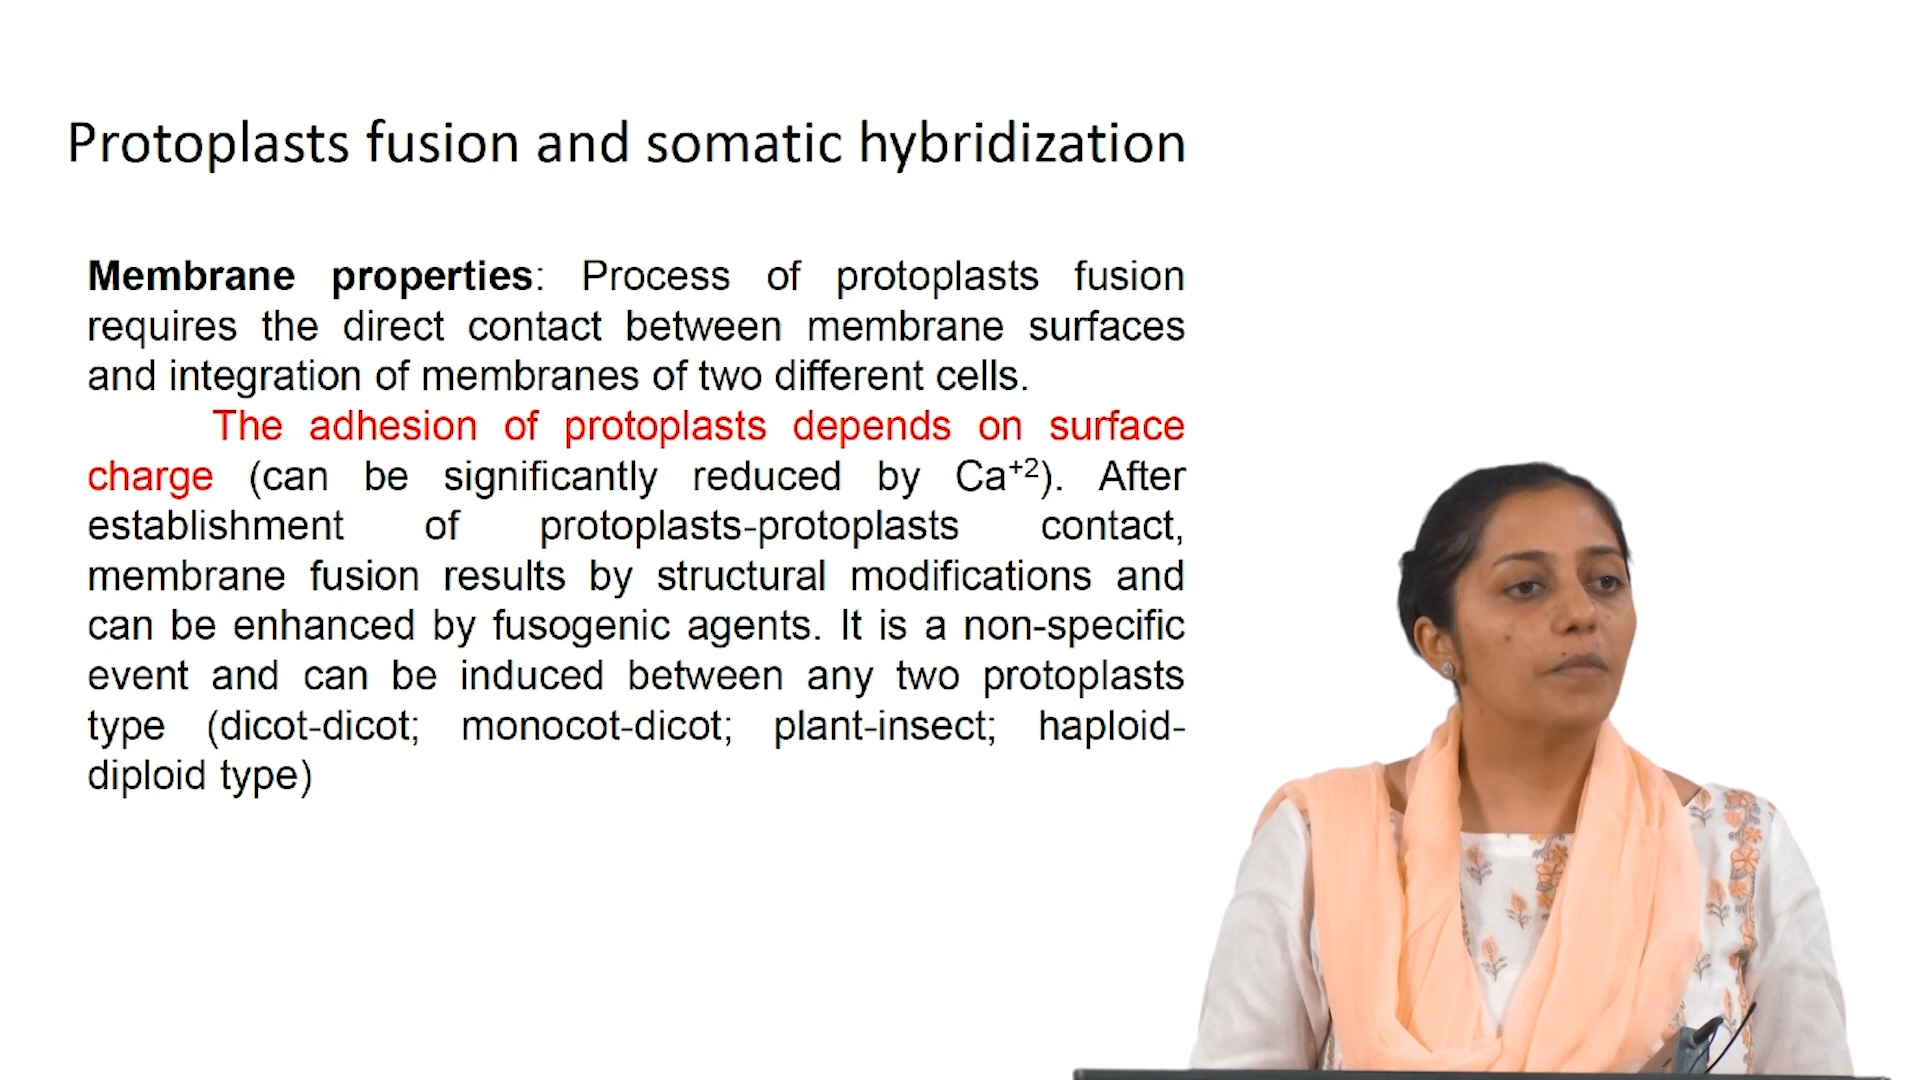 Protoplasts fusion and somatic hybridization
Membrane properties: Process of protoplasts fusion
requires the direct contact between membrane surfaces
and integration of membranes of two different cells.
The adhesion of protoplasts depends on surface
charge (can be significantly reduced by Ca⁺²). After
establishment of protoplasts-protoplasts contact,
membrane fusion results by structural modifications and
can be enhanced by fusogenic agents. It is a non-specific
event and can be induced between any two protoplasts
type (dicot-dicot; monocot-dicot; plant-insect; haploid-
diploid type)